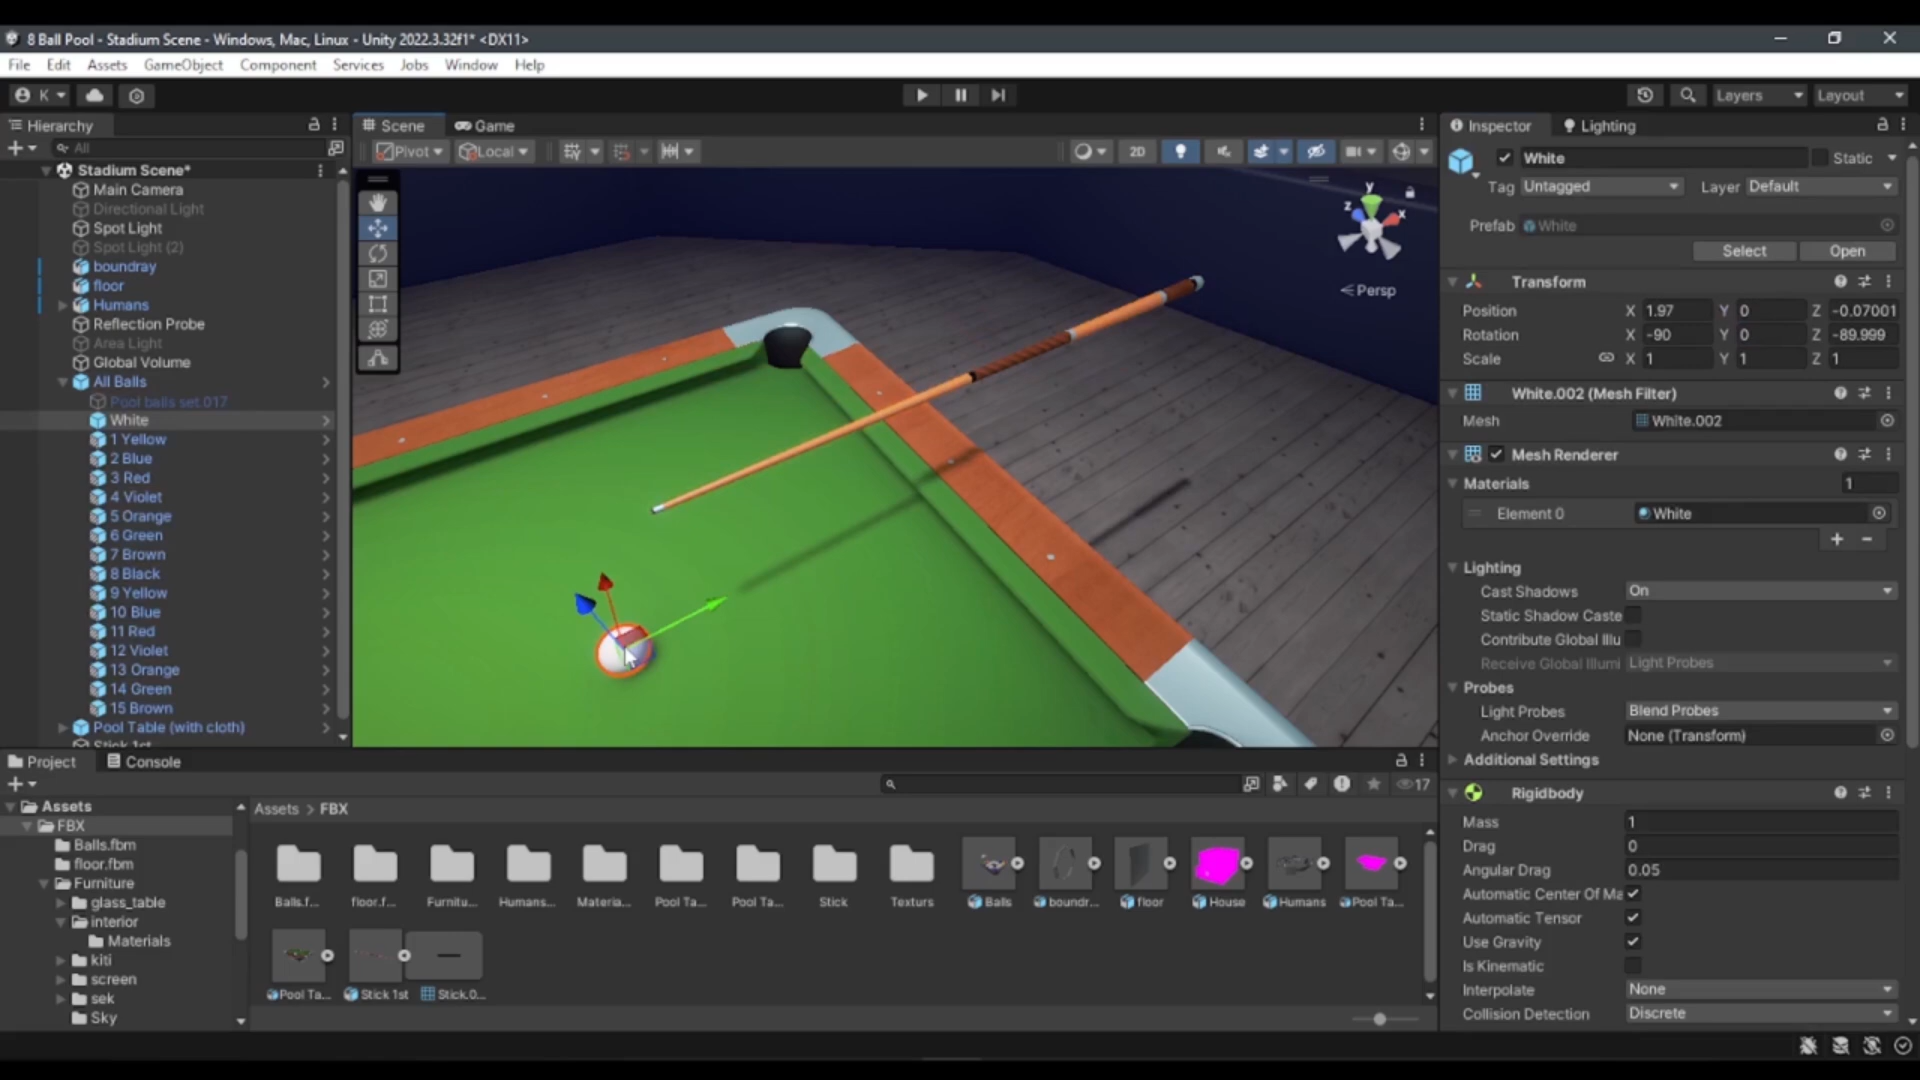 8 Ball Pool - Stadium Scene - Windows, Mac, Linux - Unity 2022.3.32f1* <DX11>
File Edit Assets GameObject Component Services Jobs Window Help
K
Layers Layout
Hierarchy
All
Stadium Scene*
Main Camera
Directional Light
Spot Light
Spot Light (2)
boundray
floor
Humans
Reflection Probe
Area Light
Global Volume
All Balls
Pool balls set.017
White
1 Yellow
2 Blue
3 Red
4 Violet
5 Orange
6 Green
7 Brown
8 Black
9 Yellow
10 Blue
11 Red
12 Violet
13 Orange
14 Green
15 Brown
Pool Table (with cloth)
Stick 1st
Scene Game
Pivot Local 2D
y
z x
Persp
Inspector Lighting
White Static
Tag Untagged Layer Default
Prefab White
Select Open
Transform
Position X 1.97 Y 0 Z -0.07001
Rotation X -90 Y 0 Z -89.999
Scale X 1 Y 1 Z 1
White.002 (Mesh Filter)
Mesh White.002
Mesh Renderer
Materials 1
Element 0 White
Lighting
Cast Shadows On
Static Shadow Caste
Contribute Global Illu
Receive Global Illumi Light Probes
Probes
Light Probes Blend Probes
Anchor Override None (Transform)
Additional Settings
Rigidbody
Mass 1
Drag 0
Angular Drag 0.05
Automatic Center Of Ma
Automatic Tensor
Use Gravity
Is Kinematic
Interpolate None
Collision Detection Discrete
Project Console
17
Assets
FBX
Balls.fbm
floor.fbm
Furniture
glass_table
interior
Materials
kiti
screen
sek
Sky
Assets > FBX
Balls.f... floor.f... Furnitu... Humans... Materia... Pool Ta... Pool Ta... Stick Texturs Balls boundr... floor House Humans Pool Ta...
Pool Ta... Stick 1st Stick.0...